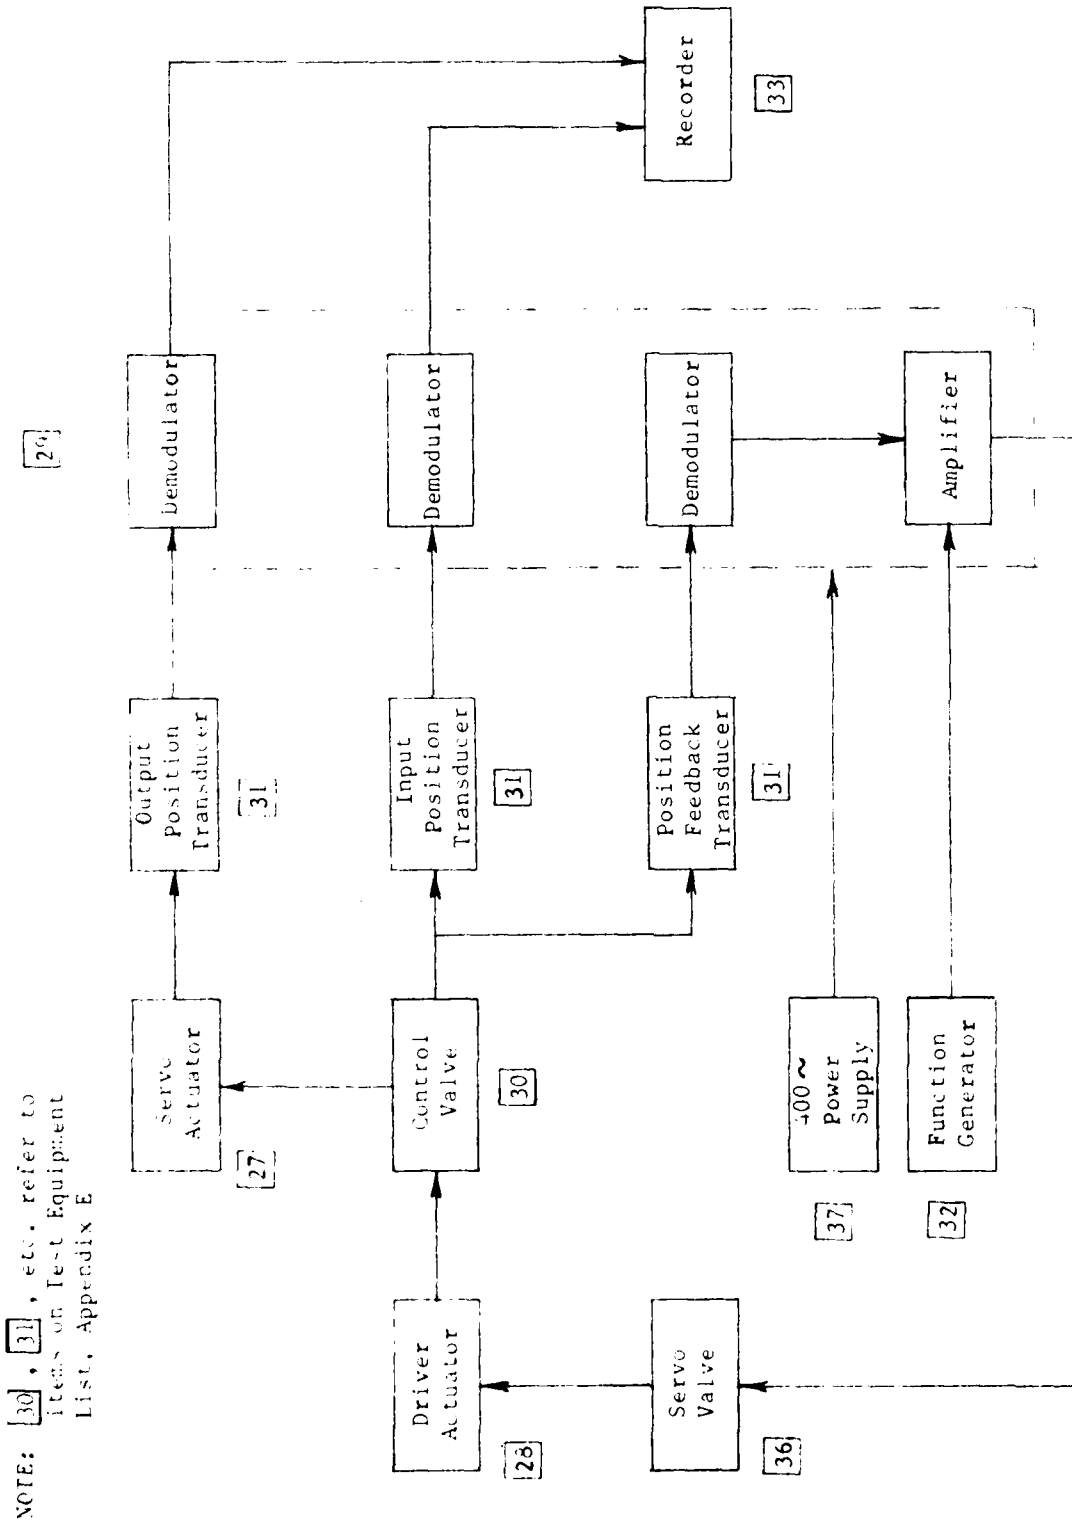 NOTE: 30 , 31 , etc. refer to
items on Test Equipment
List, Appendix E
29
Servo
Actuator
27
Output
Position
Transducer
31
Demodulator
Driver
Actuator
28
Control
Valve
30
Input
Position
Transducer
31
Demodulator
Recorder
33
Servo
Valve
36
Position
Feedback
Transducer
31
Demodulator
400~
Power
Supply
37
Function
Generator
32
Amplifier